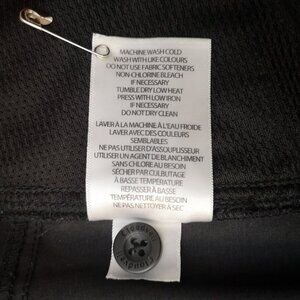 MACHINE WASH COLD
WASH WITH LIKE COLOURS
DO NOT USE FABRIC SOFTENERS
NON-CHLORINE BLEACH
IF NECESSARY
TUMBLE DRY LOW HEAT
PRESS WITH LOW IRON
IF NECESSARY
DO NOT DRY CLEAN
LAVER À LA MACHINE À L'EAU FROIDE
LAVER AVEC DES COULEURS
SEMBLABLES
NE PAS UTILISER D'ASSOUPLISSEUR
UTILISER UN AGENT DE BLANCHIMENT
SANS CHLORE AU BESOIN
SÉCHER PAR CULBUTAGE
À BASSE TEMPÉRATURE
REPASSER À BASSE
TEMPÉRATURE AU BESOIN
NE PAS NETTOYER À SEC